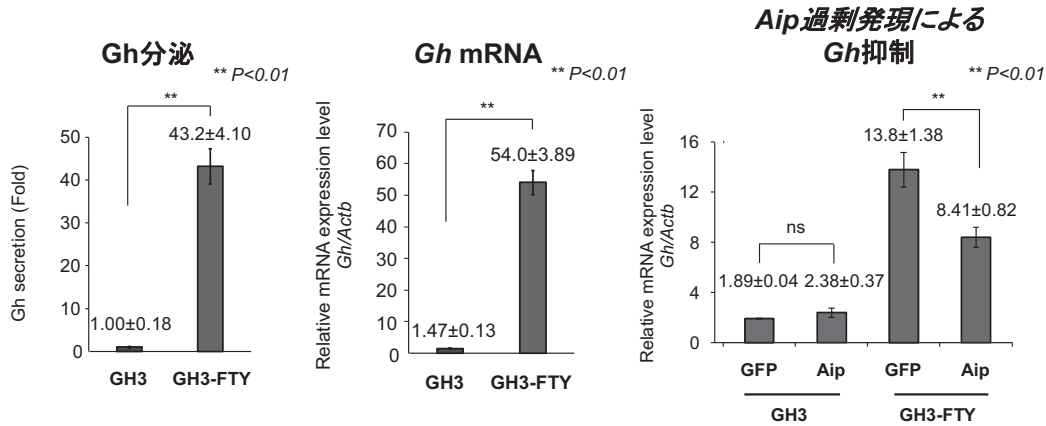 Gh分泌
** P<0.01
**
43.2±4.10
1.00±0.18
Gh secretion (Fold)
50
40
30
20
10
0
GH3
GH3-FTY
Gh mRNA
** P<0.01
**
54.0±3.89
1.47±0.13
Relative mRNA expression level
Gh/Actb
70
60
50
40
30
20
10
0
GH3
GH3-FTY
Aip過剰発現による
Gh抑制
** P<0.01
**
13.8±1.38
8.41±0.82
ns
1.89±0.04
2.38±0.37
Relative mRNA expression level
Gh/Actb
16
12
8
4
0
GFP
Aip
GFP
Aip
GH3
GH3-FTY